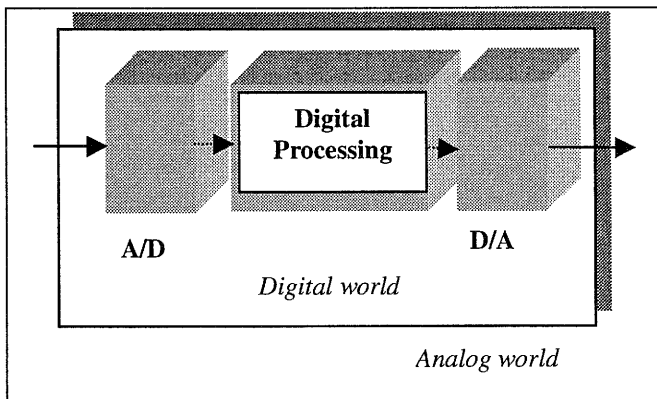 Digital
Processing
A/D
D/A
Digital world
Analog world